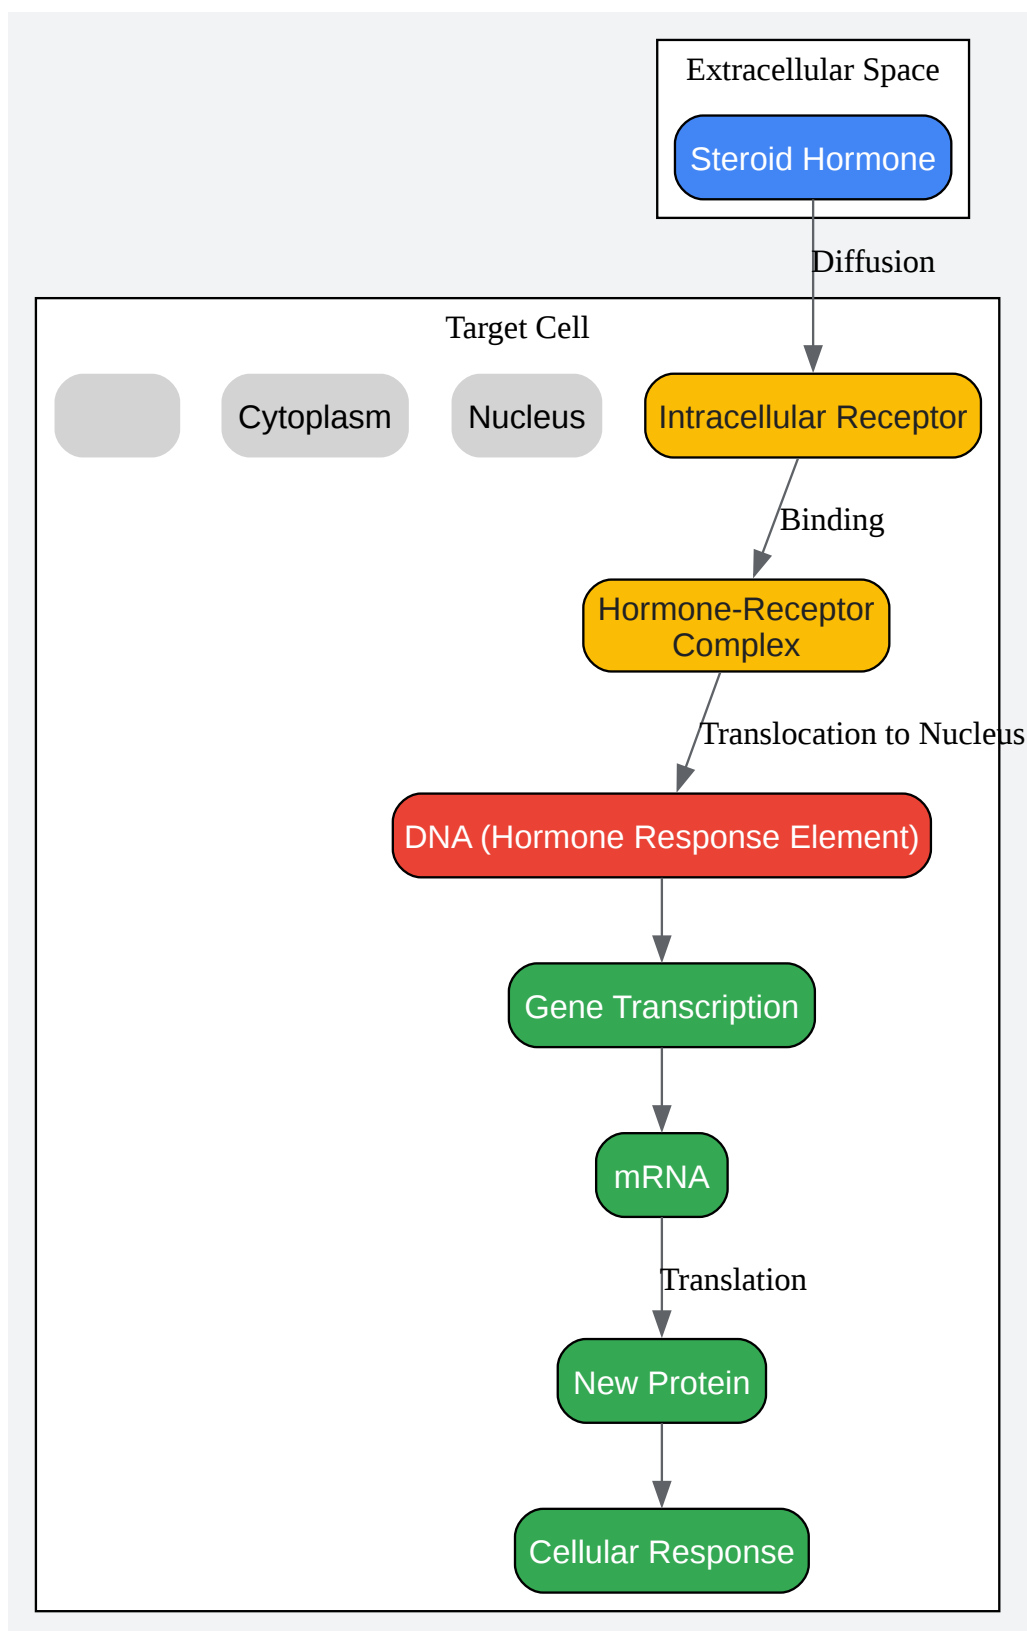 Extracellular Space
Steroid Hormone
Diffusion
Target Cell
Cytoplasm
Nucleus
Intracellular Receptor
Binding
Hormone-Receptor
Complex
Translocation to Nucleus
DNA (Hormone Response Element)
Gene Transcription
mRNA
Translation
New Protein
Cellular Response